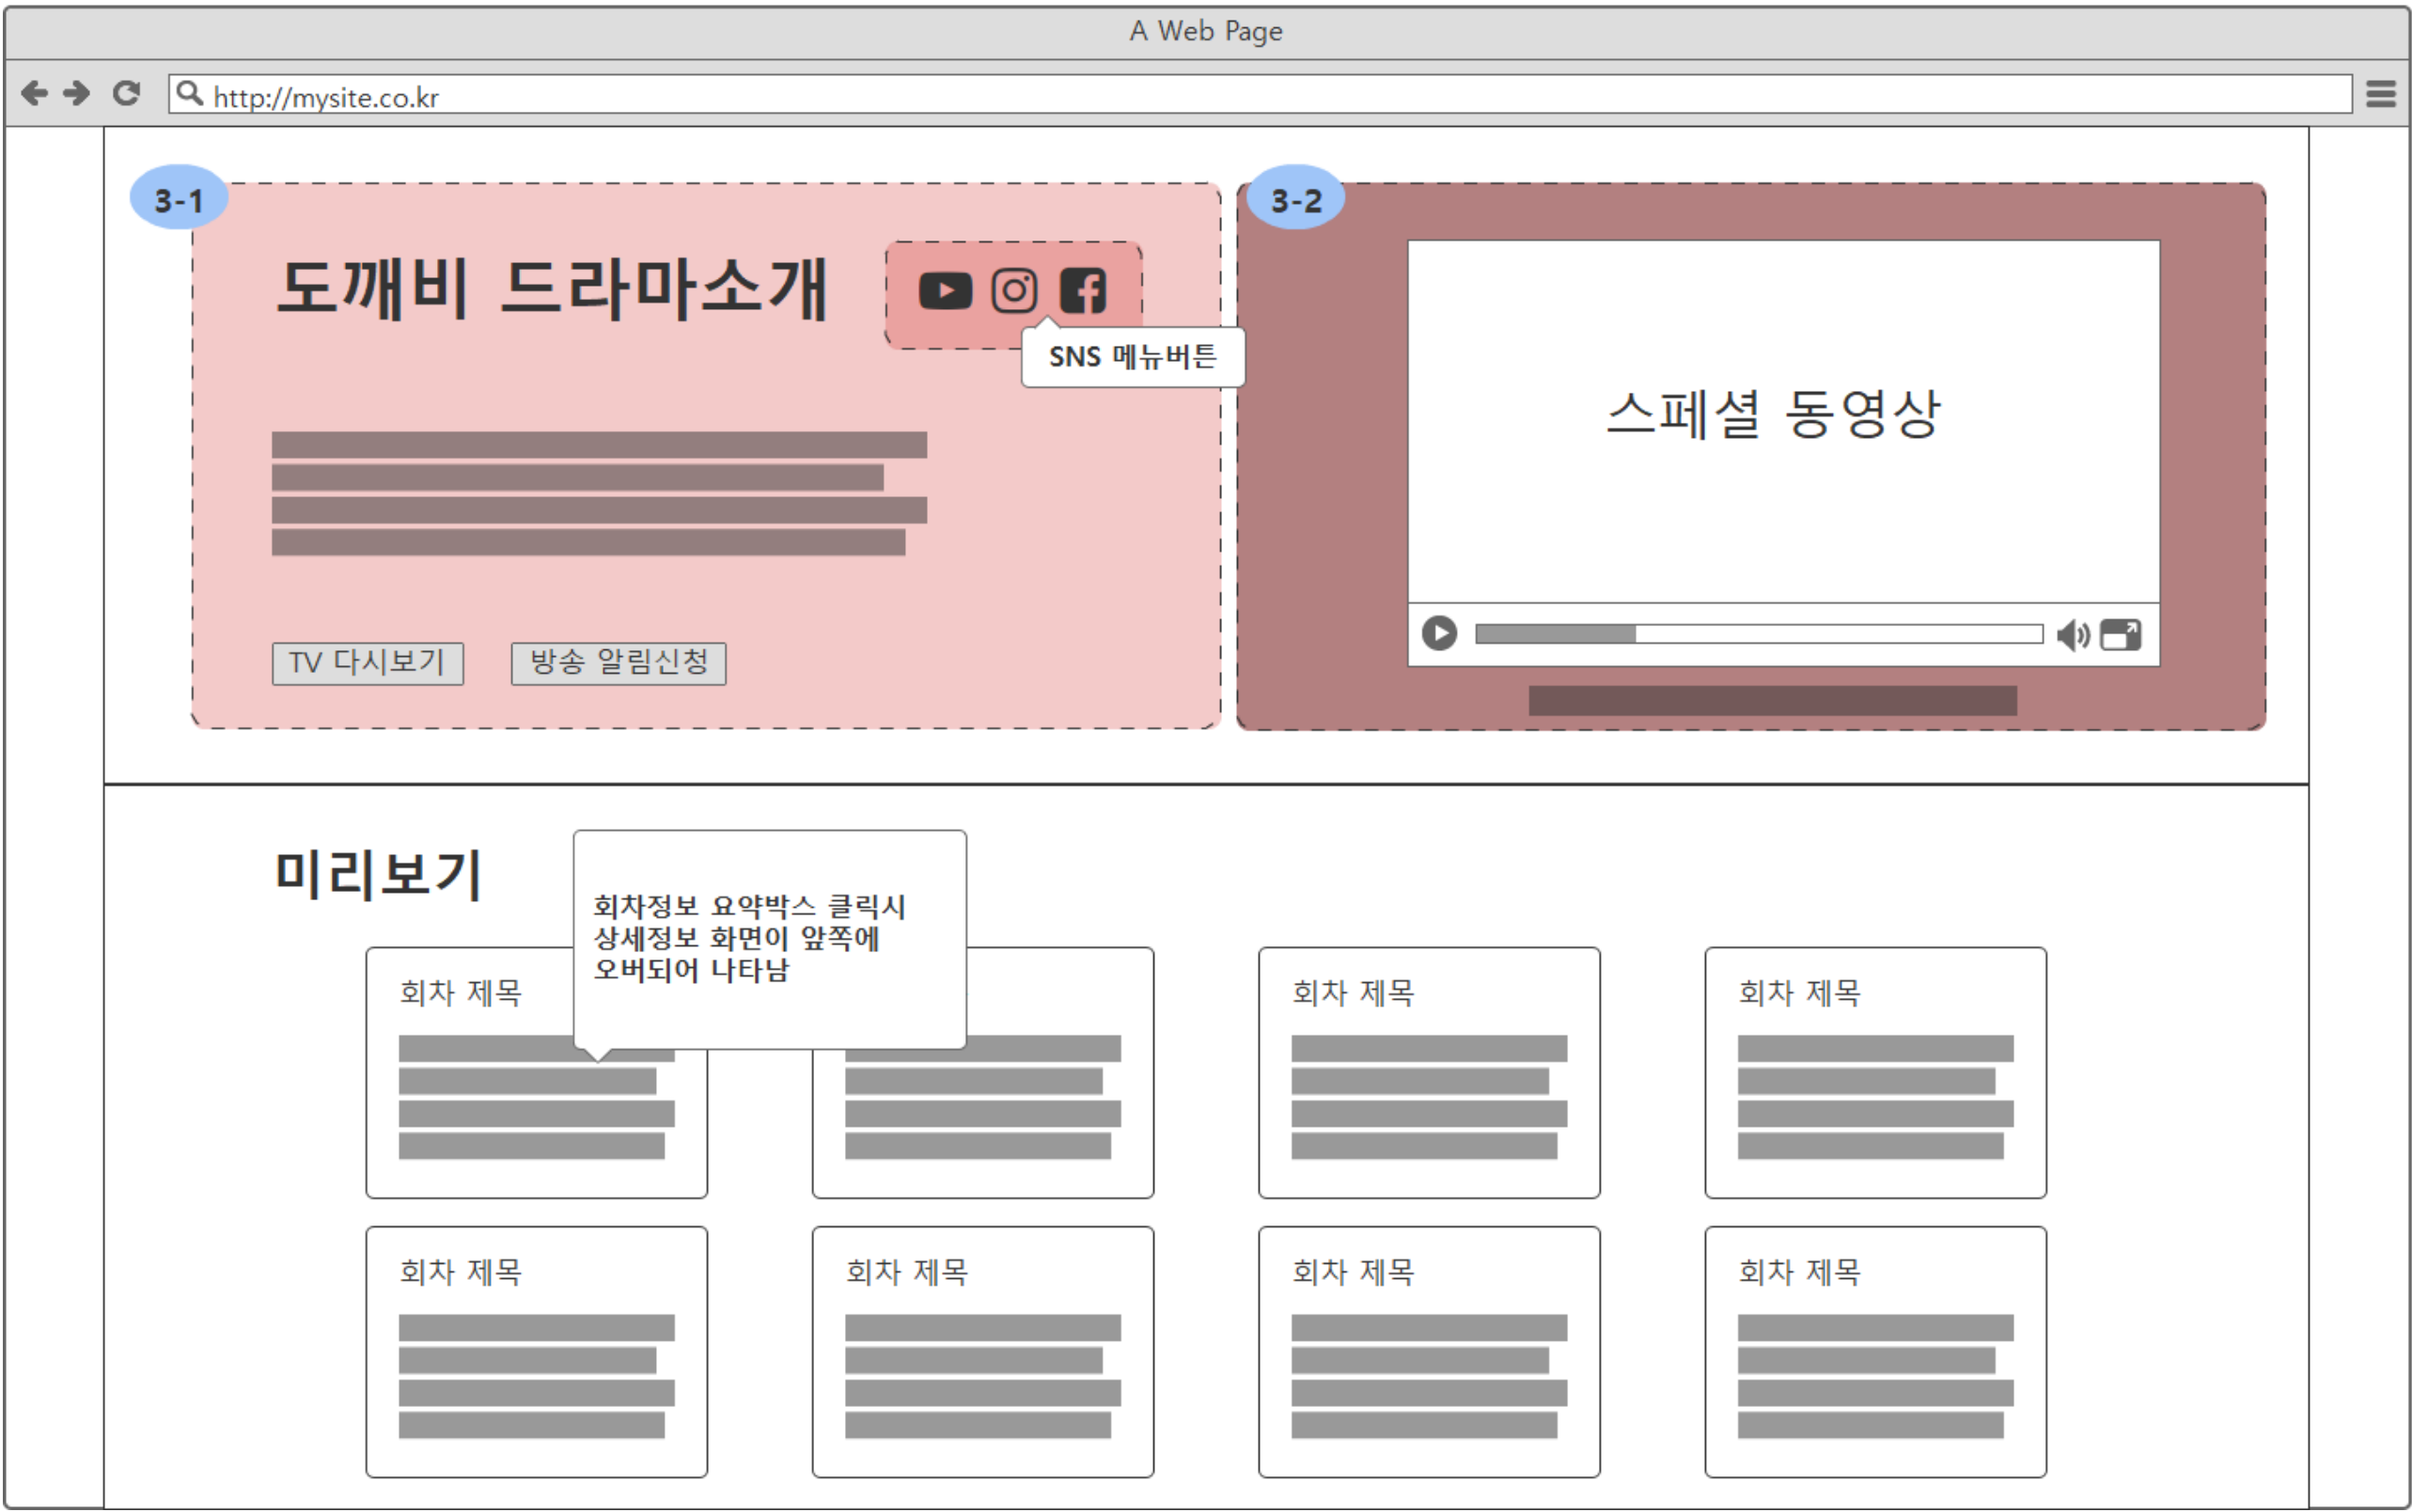 A Web Page
http://mysite.co.kr
3-1
3-2
도깨비 드라마소개
SNS 메뉴버튼
스페셜 동영상
TV 다시보기
방송 알림신청
미리보기
회차정보 요약박스 클릭시
상세정보 화면이 앞쪽에
오버되어 나타남
회차 제목
회차 제목
회차 제목
회차 제목
회차 제목
회차 제목
회차 제목